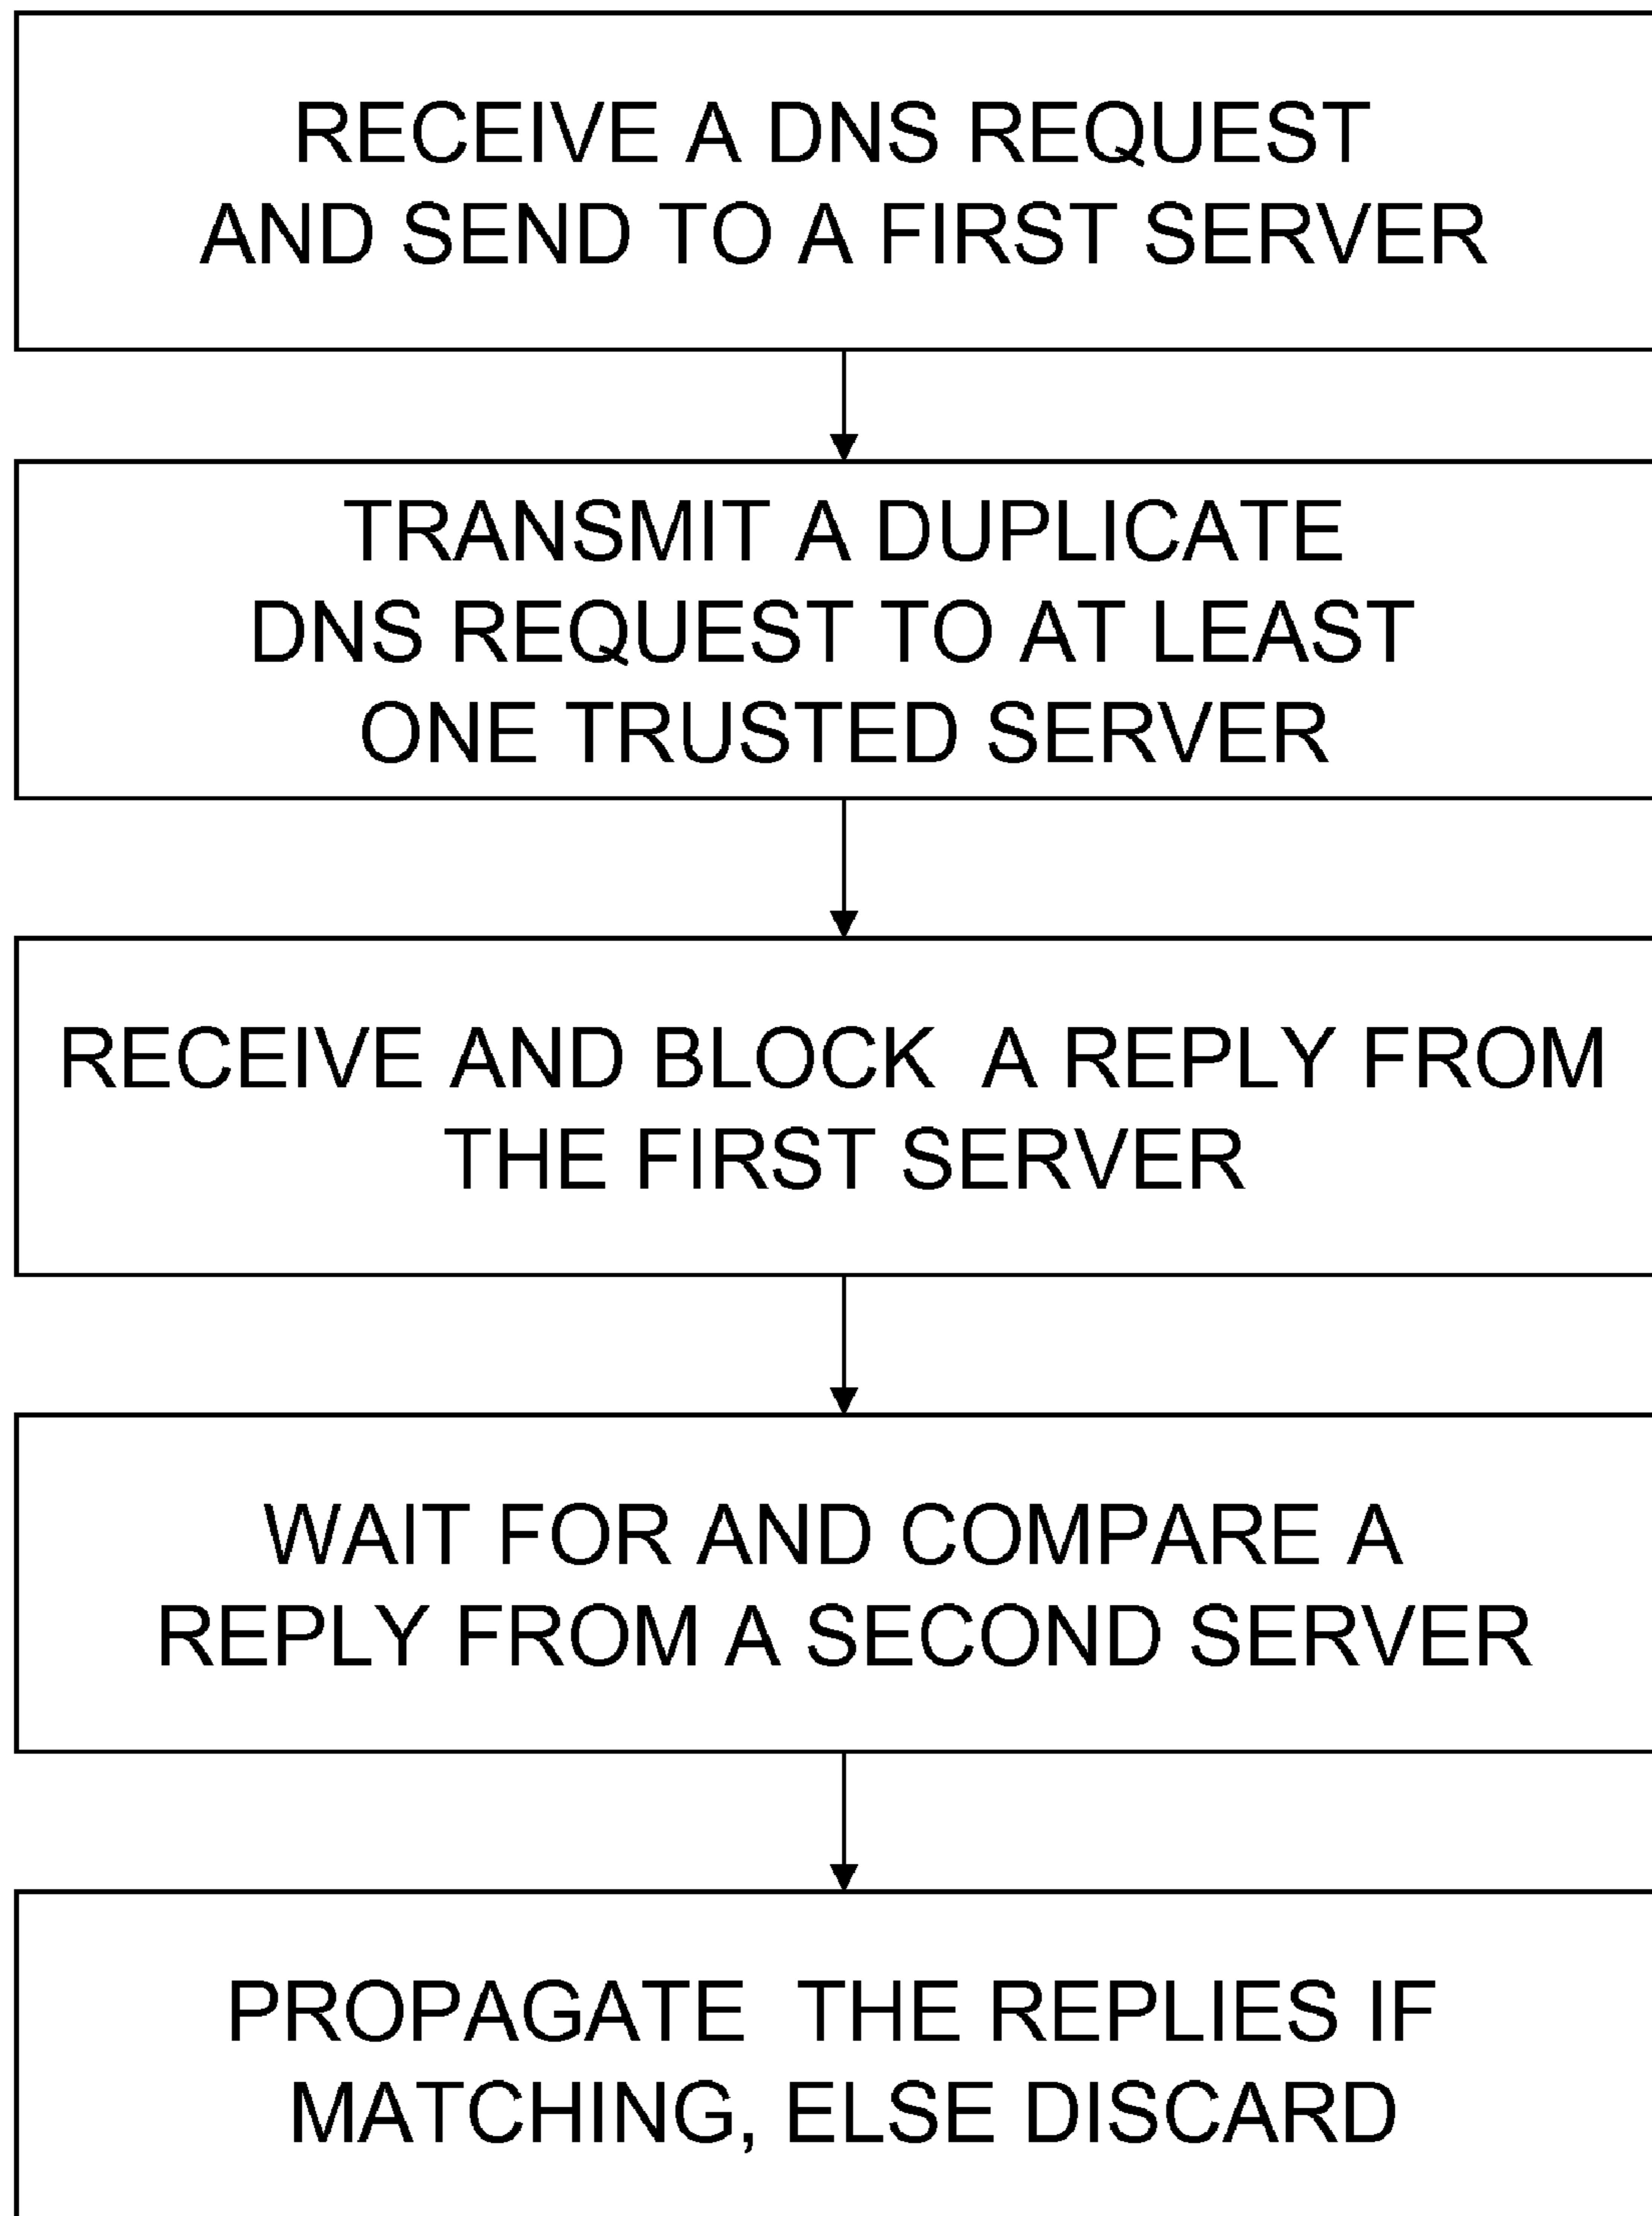 RECEIVE A DNS REQUEST
AND SEND TO A FIRST SERVER
TRANSMIT A DUPLICATE
DNS REQUEST TO AT LEAST
ONE TRUSTED SERVER
RECEIVE AND BLOCK A REPLY FROM
THE FIRST SERVER
WAIT FOR AND COMPARE A
REPLY FROM A SECOND SERVER
PROPAGATE THE REPLIES IF
MATCHING, ELSE DISCARD